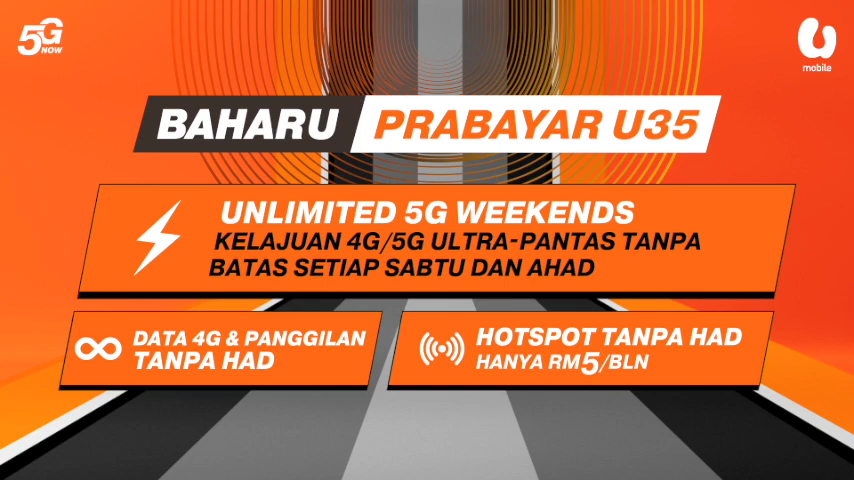 5G NOW
U mobile
BAHARU PRABAYAR U35
UNLIMITED 5G WEEKENDS
KELAJUAN 4G/5G ULTRA-PANTAS TANPA
BATAS SETIAP SABTU DAN AHAD
DATA 4G & PANGGILAN
TANPA HAD
HOTSPOT TANPA HAD
HANYA RM5/BLN